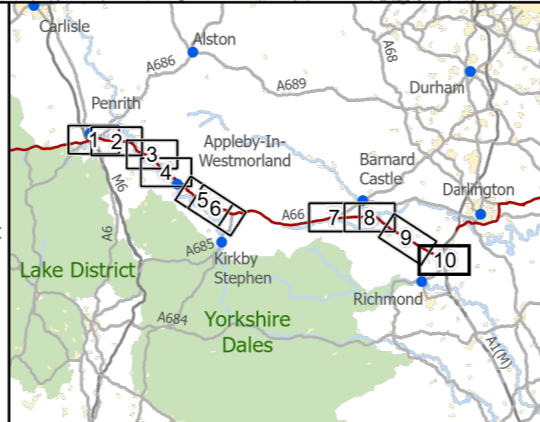 Carlisle
Alston
A686
A68
A689
Durham
Penrith
1
2
3
4
5
6
Appleby-In-
Westmorland
Barnard
Castle
Darlington
M6
A66
7
8
9
10
A6
A685
Lake District
Kirkby
Stephen
Richmond
A684
Yorkshire
Dales
A1(M)